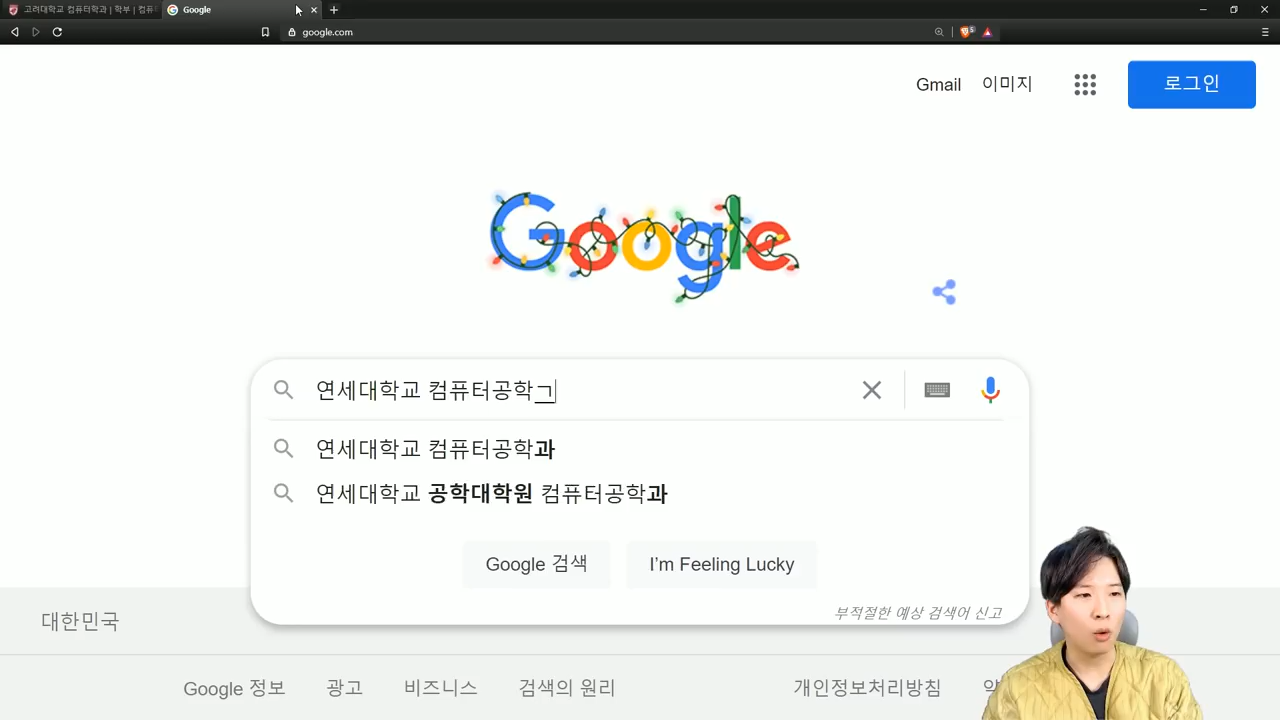 고려대학교 컴퓨터학과 | 학부 | 컴퓨
Google
google.com
5
Gmail
이미지
로그인
Google
연세대학교 컴퓨터공학ㄱ
연세대학교 컴퓨터공학과
연세대학교 공학대학원 컴퓨터공학과
Google 검색
I'm Feeling Lucky
부적절한 예상 검색어 신고
대한민국
Google 정보
광고
비즈니스
검색의 원리
개인정보처리방침